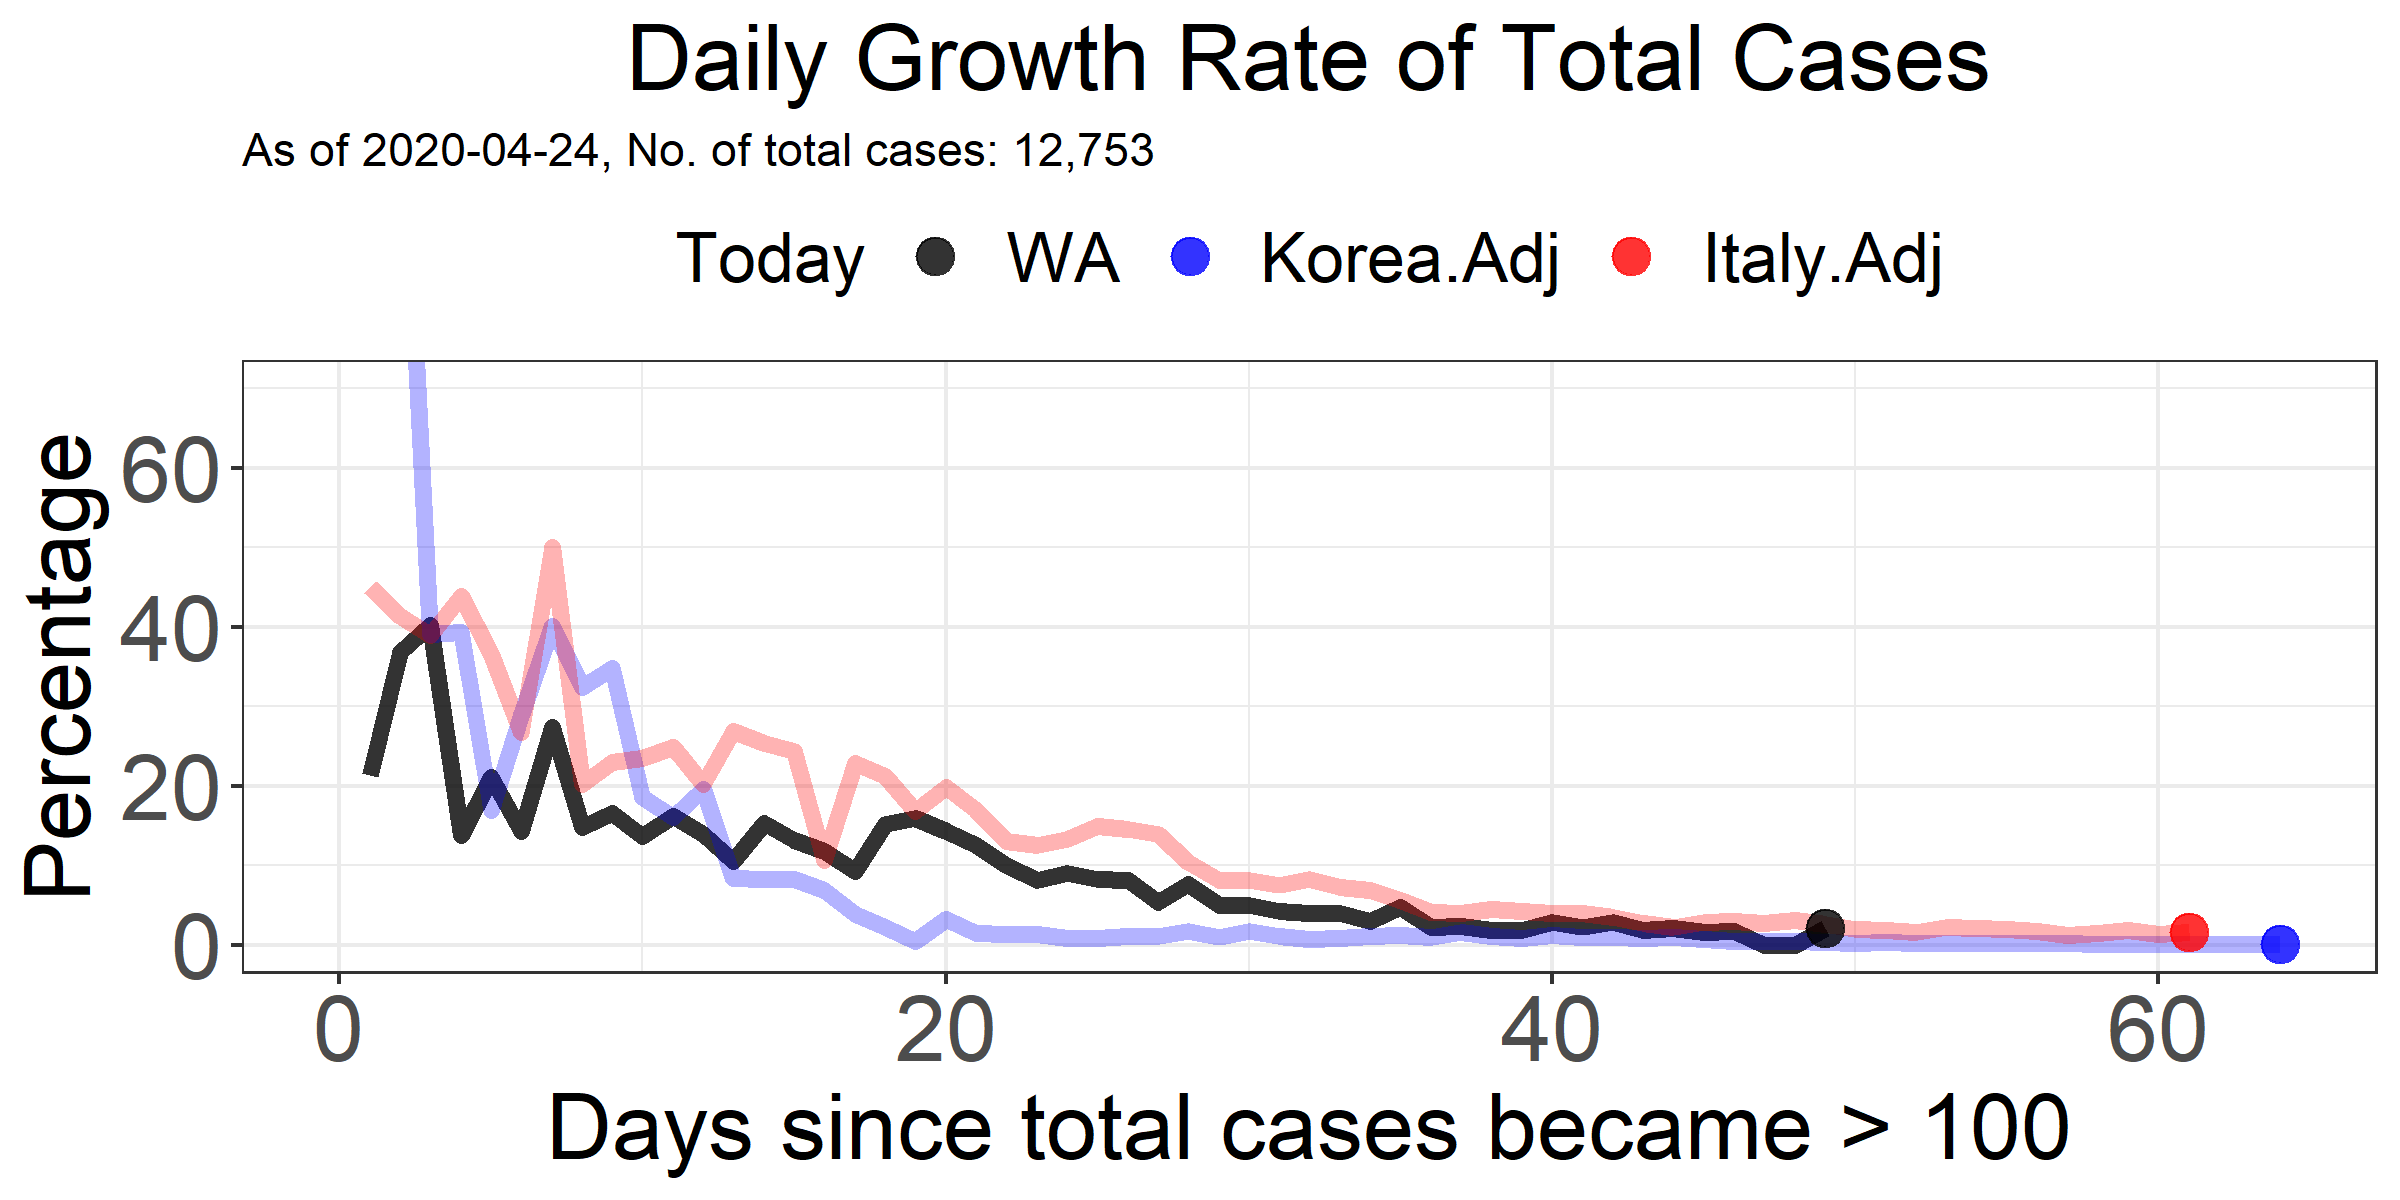 Daily Growth Rate of Total Cases
As of 2020-04-24, No. of total cases: 12,753
Today WA Korea.Adj Italy.Adj
Percentage
60
40
20
0
0 20 40 60
Days since total cases became > 100